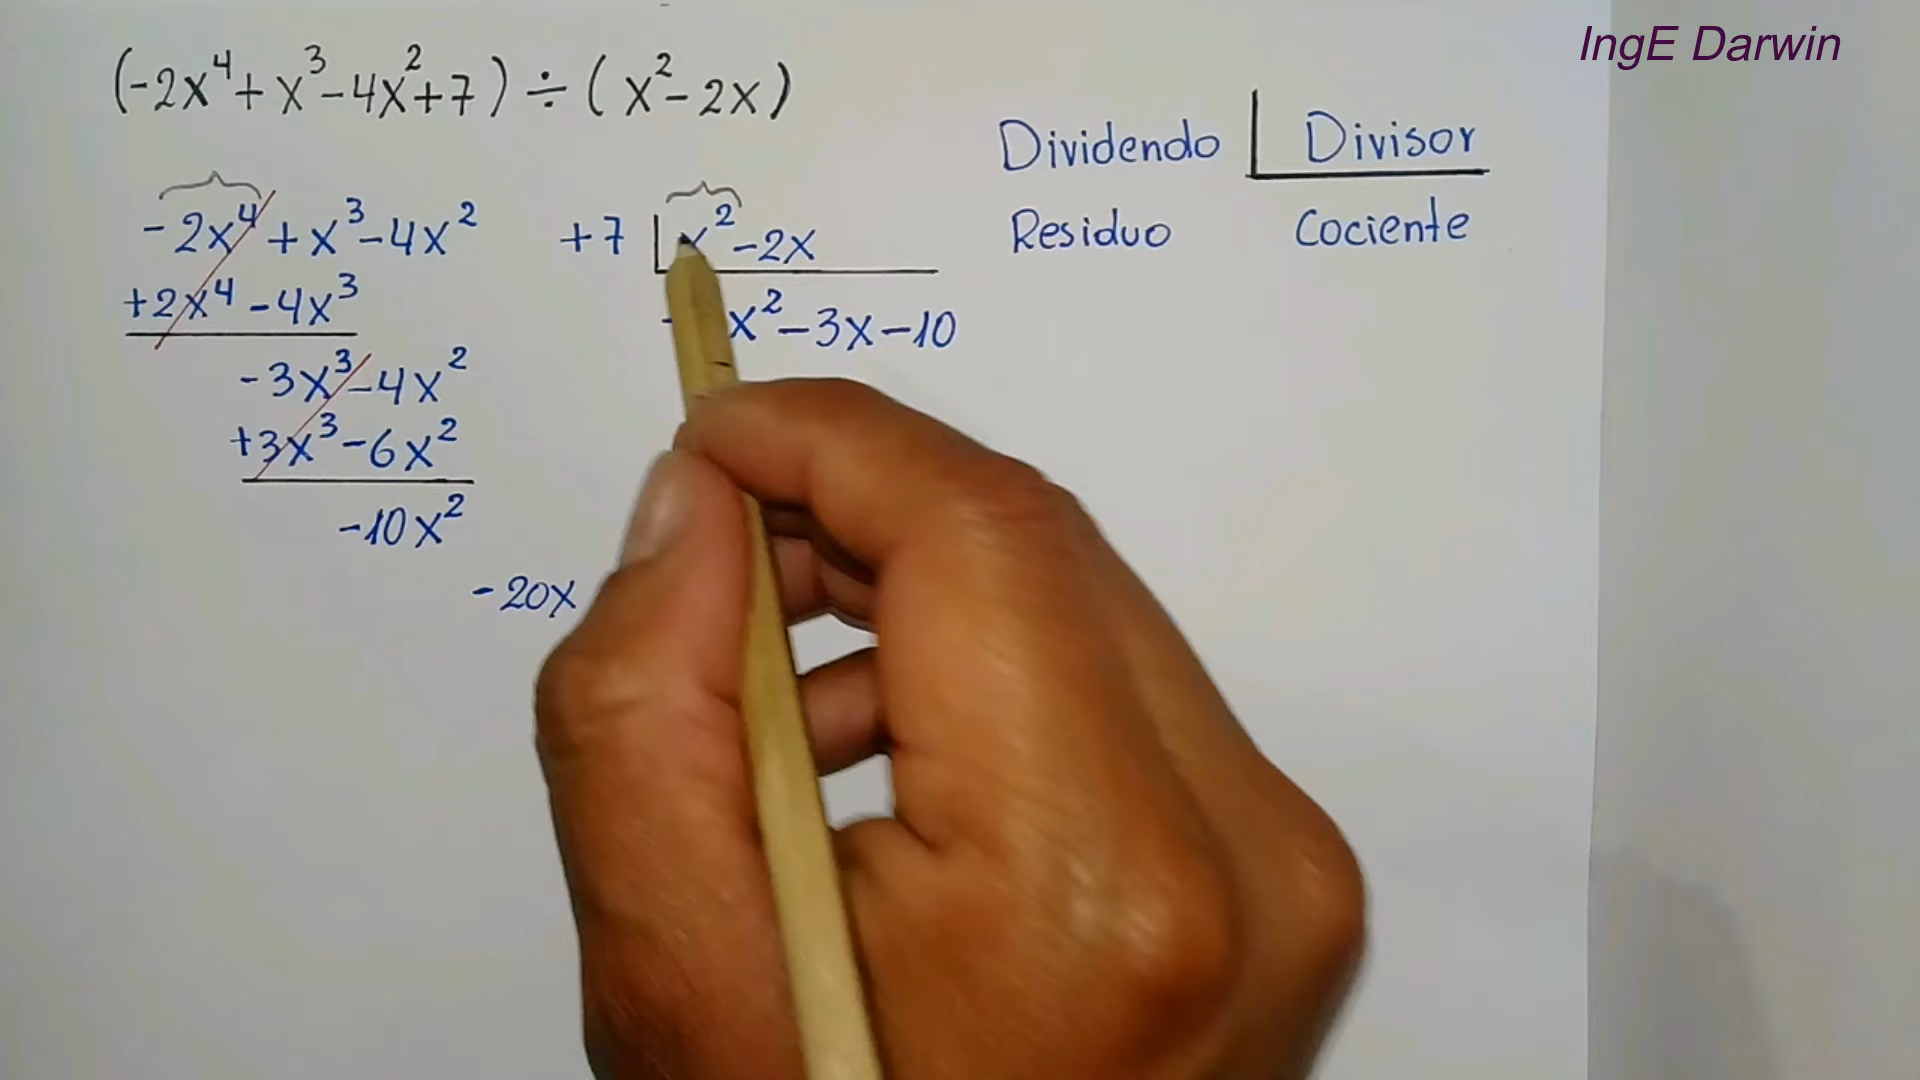 IngE Darwin
(-2x⁴+x³-4x²+7)÷(x²-2x)
Dividendo Divisor
Residuo Cociente
-2x⁴+x³-4x² +7 x²-2x
+2x⁴-4x³ x²-3x-10
-3x³-4x²
+3x³-6x²
-10x²
-20x